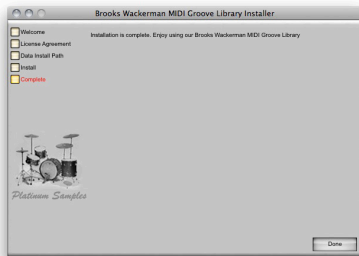 Brooks Wackerman MIDI Groove Library Installer
Welcome
License Agreement
Data Install Path
Install
Complete
Installation is complete. Enjoy using our Brooks Wackerman MIDI Groove Library
Platinum Samples
Done